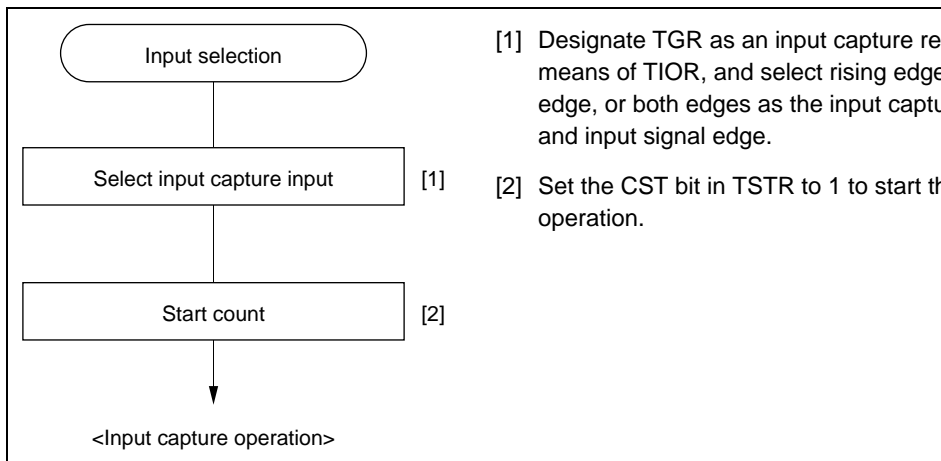 Input selection
Select input capture input
[1]
Start count
[2]
<Input capture operation>
[1] Designate TGR as an input capture re
means of TIOR, and select rising edge
edge, or both edges as the input captu
and input signal edge.
[2] Set the CST bit in TSTR to 1 to start th
operation.